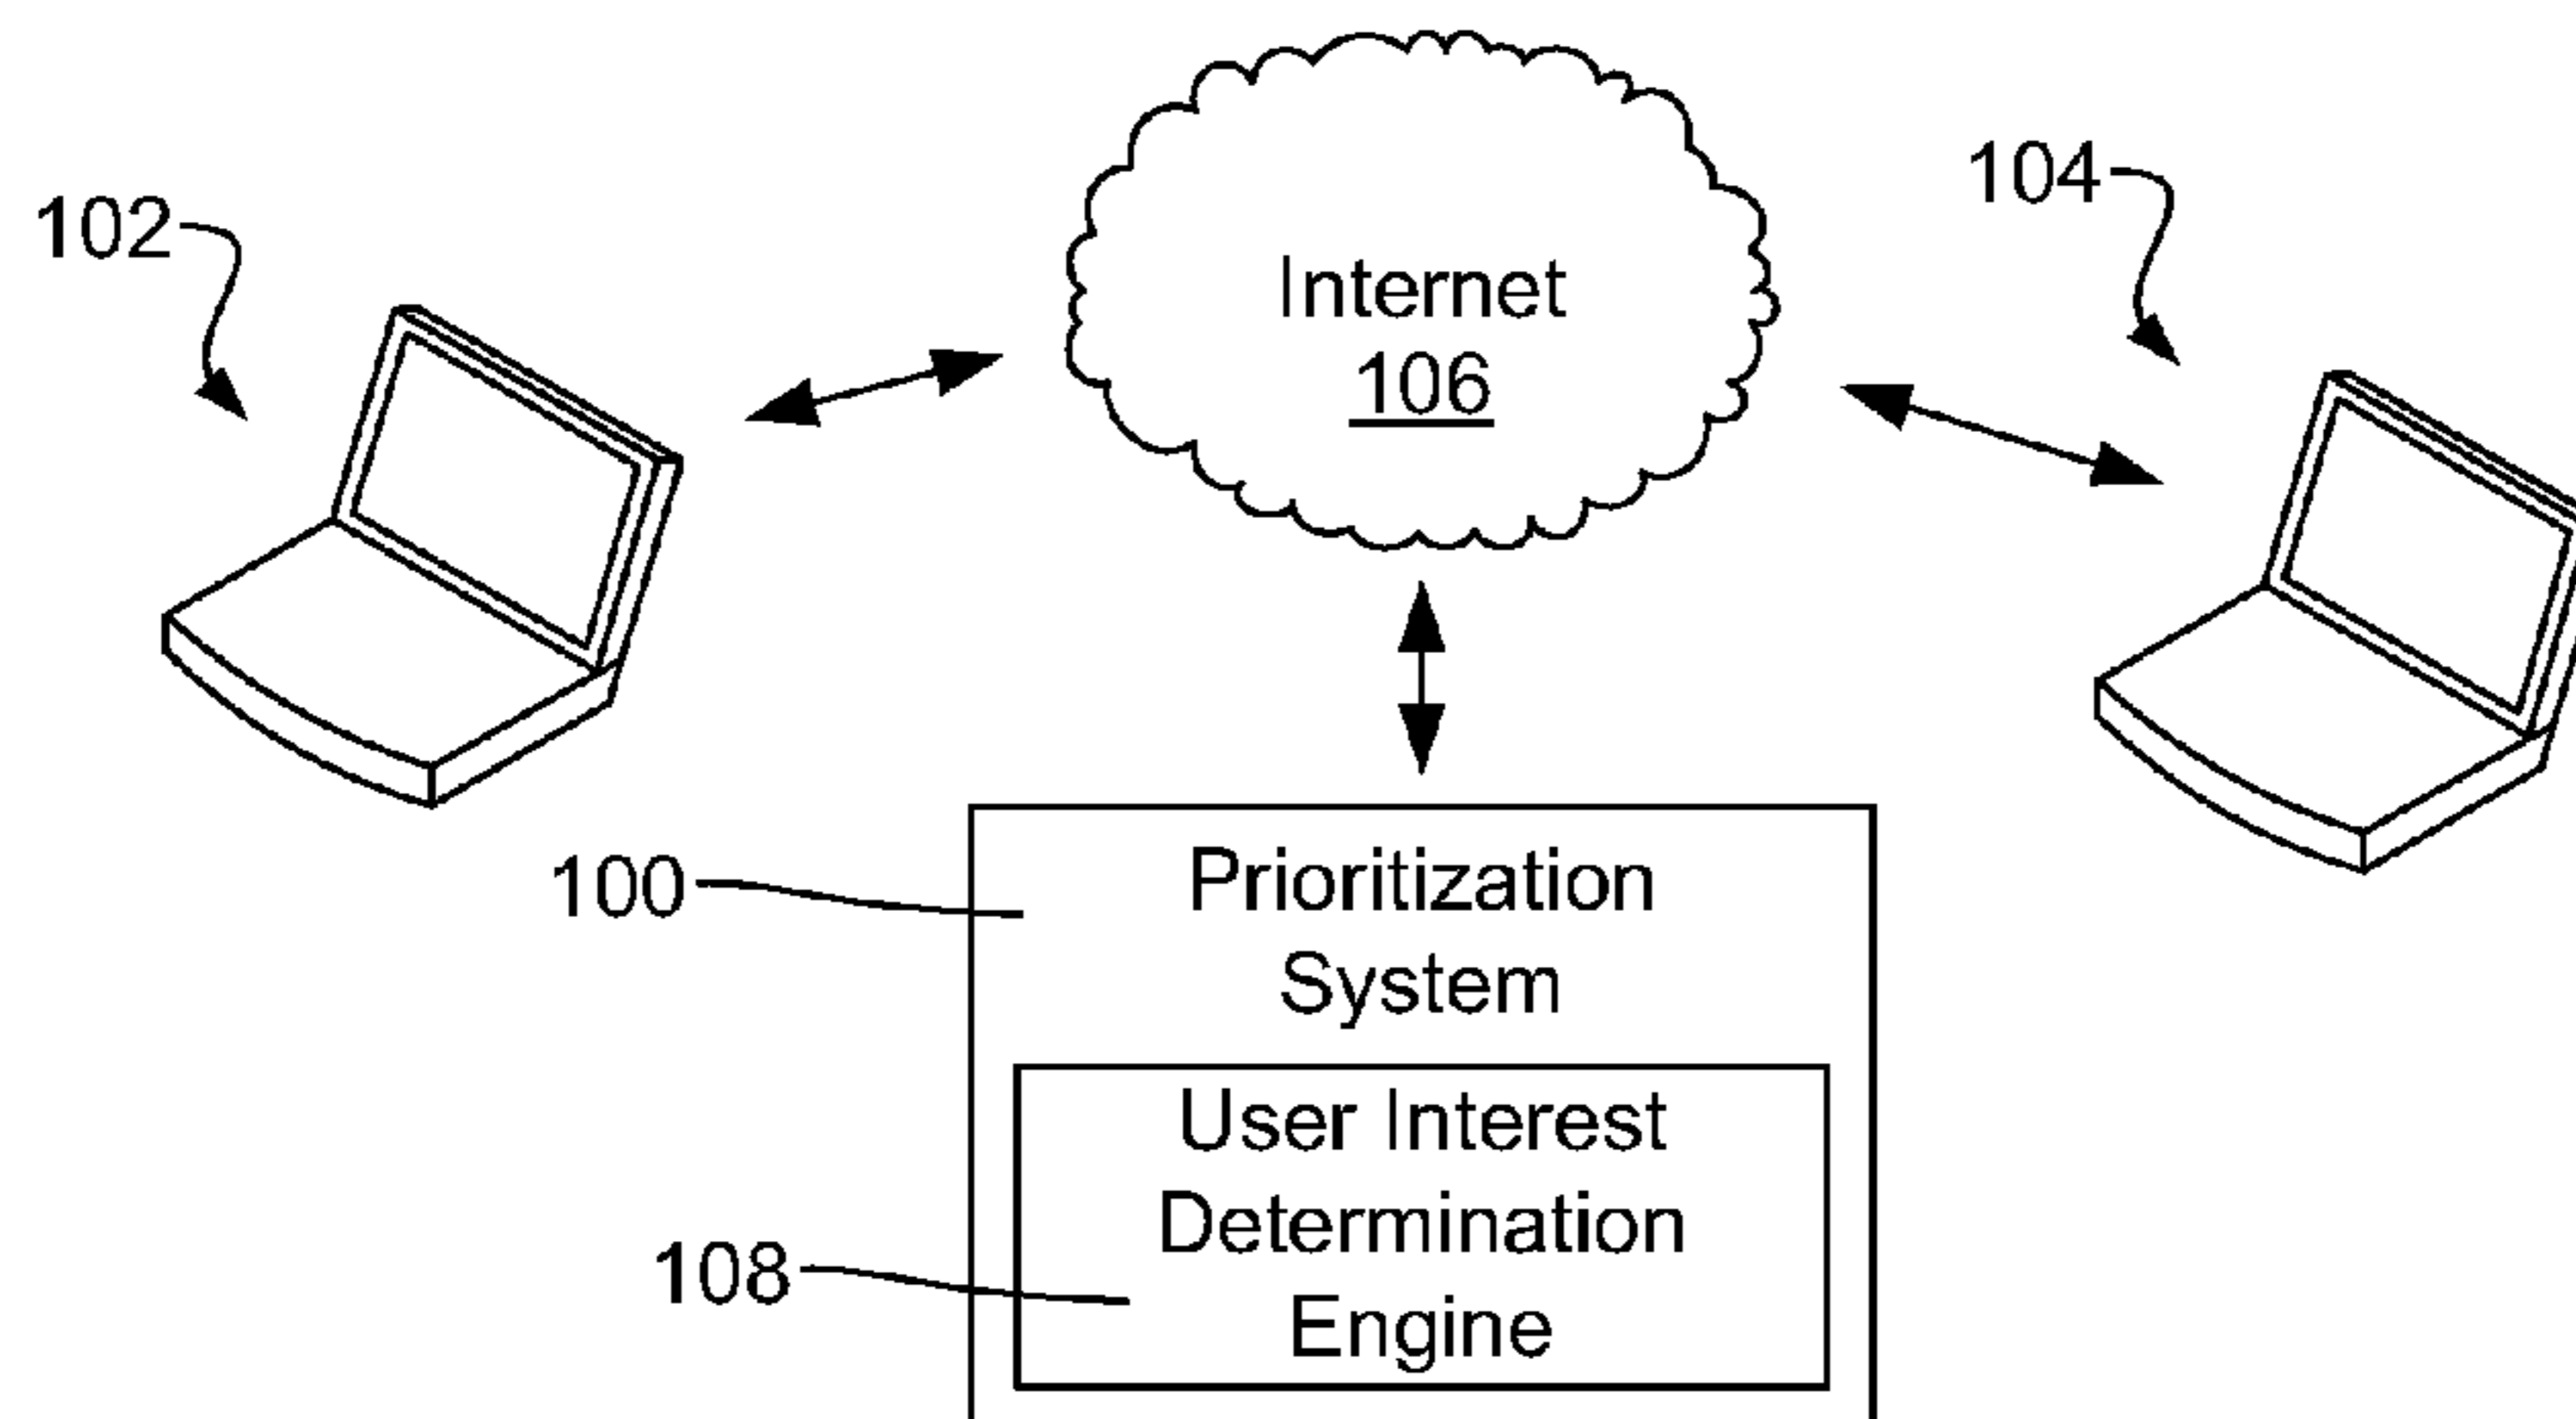 102
104
Internet
106
100
Prioritization
System
User Interest
Determination
108
Engine